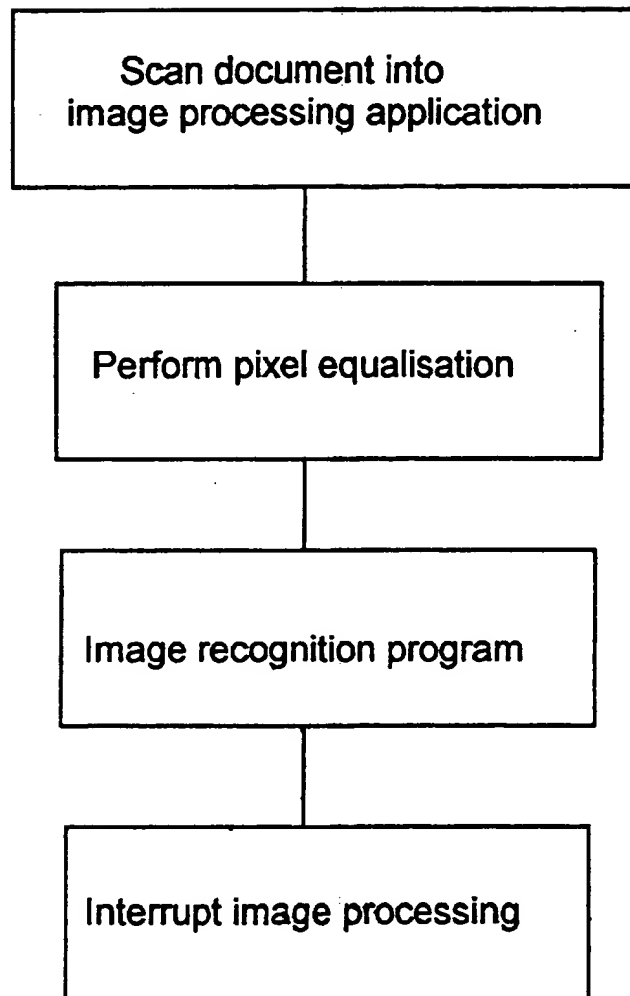 Scan document into
image processing application
Perform pixel equalisation
Image recognition program
Interrupt image processing